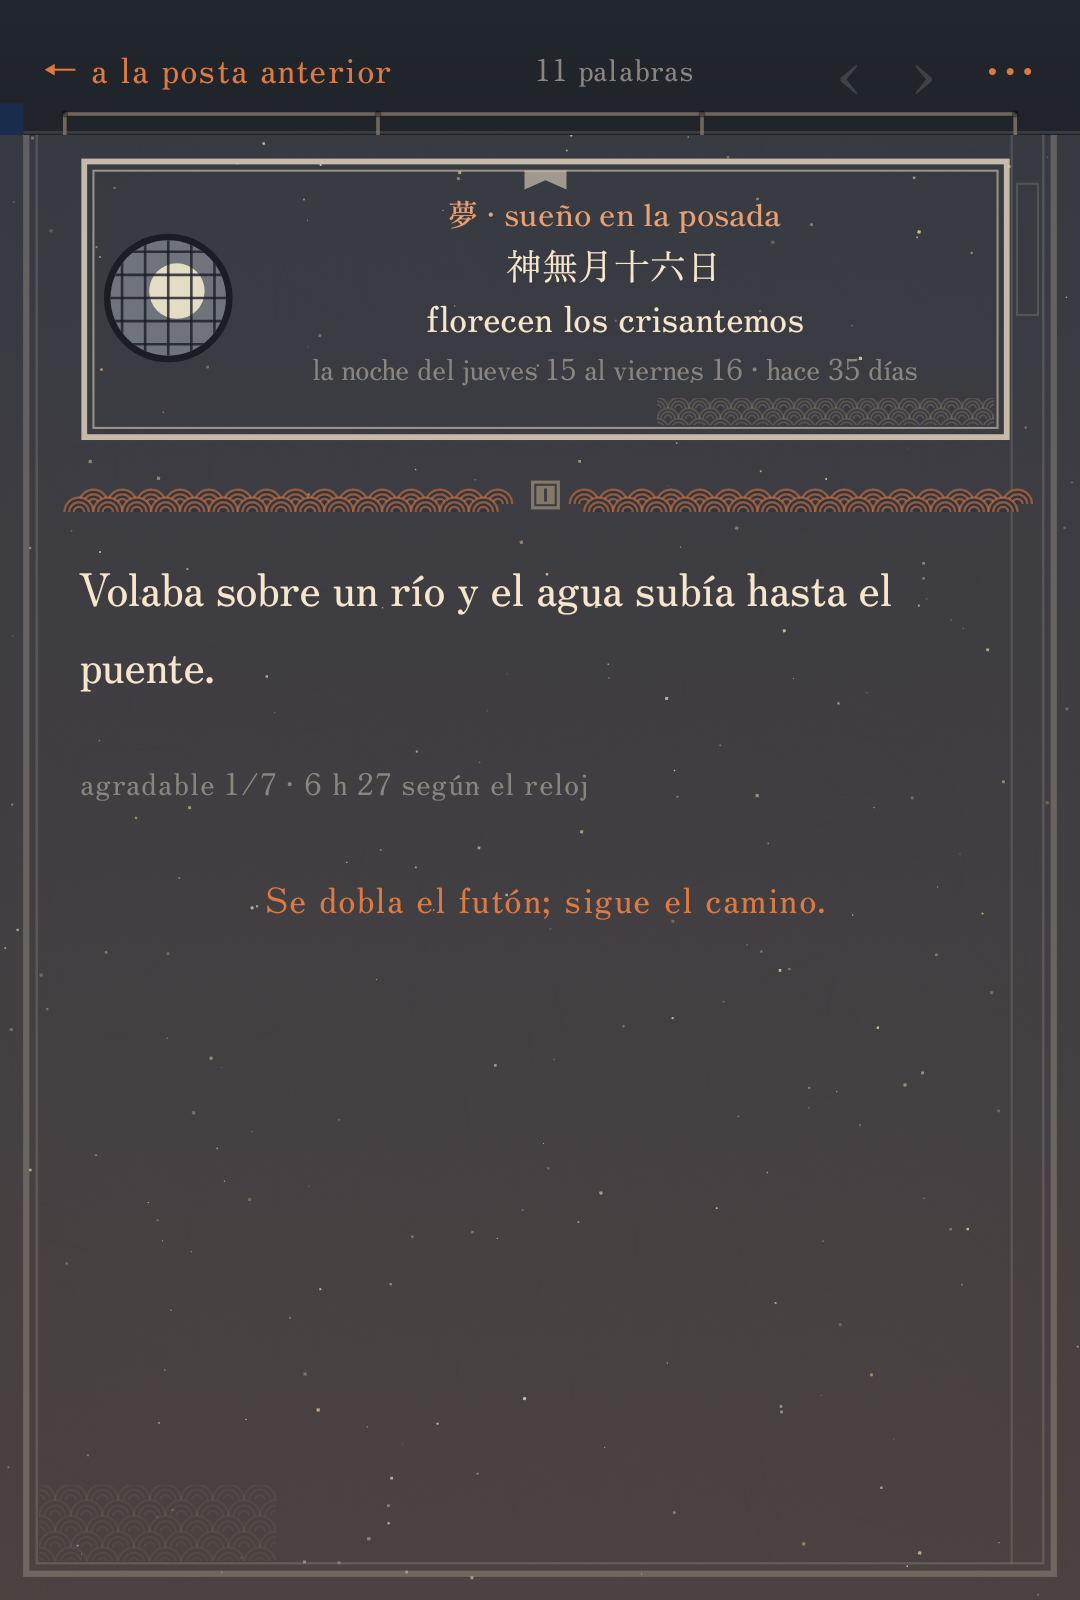 ← a la posta anterior
11 palabras
夢 · sueño en la posada
神無月十六日
florecen los crisantemos
la noche del jueves 15 al viernes 16 · hace 35 días
Volaba sobre un río y el agua subía hasta el
puente.
agradable 1/7 · 6 h 27 según el reloj
Se dobla el futón; sigue el camino.